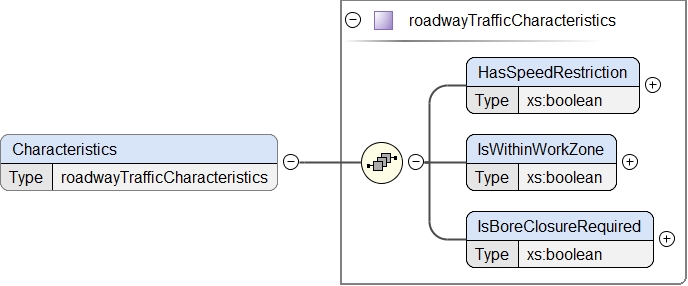 roadwayTrafficCharacteristics
HasSpeedRestriction
Type xs:boolean
Characteristics
Type roadwayTrafficCharacteristics
IsWithinWorkZone
Type xs:boolean
IsBoreClosureRequired
Type xs:boolean